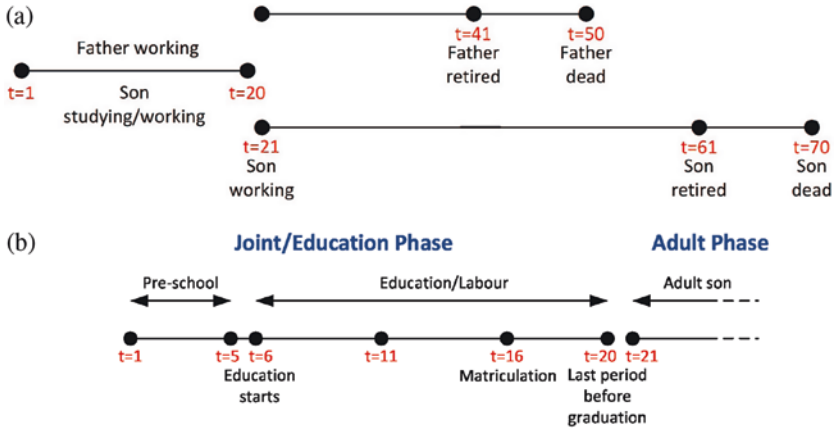 (a)
Father working
t=1
Son
studying/working
t=20
t=41
Father
retired
t=50
Father
dead
t=21
Son
working
t=61
Son
retired
t=70
Son
dead
(b)
Joint/Education Phase
Adult Phase
Pre-school
Education/Labour
Adult son
t=1
t=5
t=6
Education
starts
t=11
t=16
Matriculation
t=20
Last period
before
graduation
t=21